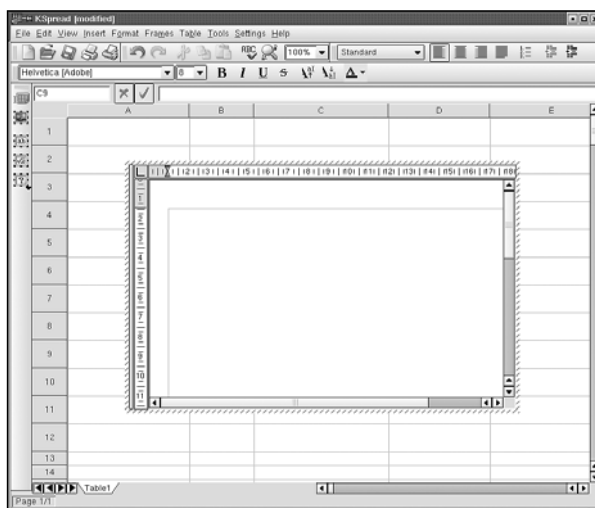 KSpread [modified]
File Edit View Insert Format Frames Table Tools Settings Help
ABC 100% Standard
Helvetica [Adobe] 8 B I U S A
C9
A B C D E
1
2
3
4
5
6
7
8
9
10
11
12
13
14
Table1
Page 1/1